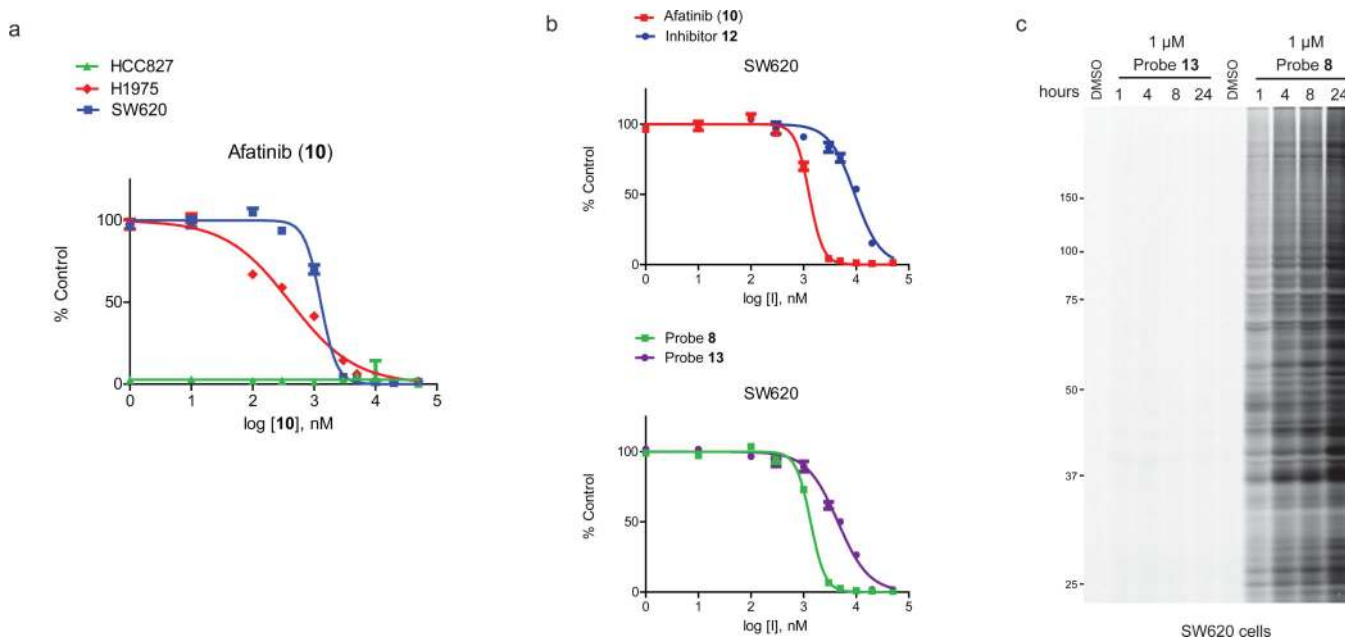 a
HCC827
H1975
SW620
Afatinib (10)
% Control
100
50
0
0 1 2 3 4 5
log [10], nM
b
Afatinib (10)
Inhibitor 12
SW620
% Control
100
50
0
0 1 2 3 4 5
log [I], nM
Probe 8
Probe 13
SW620
% Control
100
50
0
0 1 2 3 4 5
log [I], nM
c
1 µM 1 µM
Probe 13 Probe 8
hours DMSO 1 4 8 24 DMSO 1 4 8 24
150
100
75
50
37
25
SW620 cells